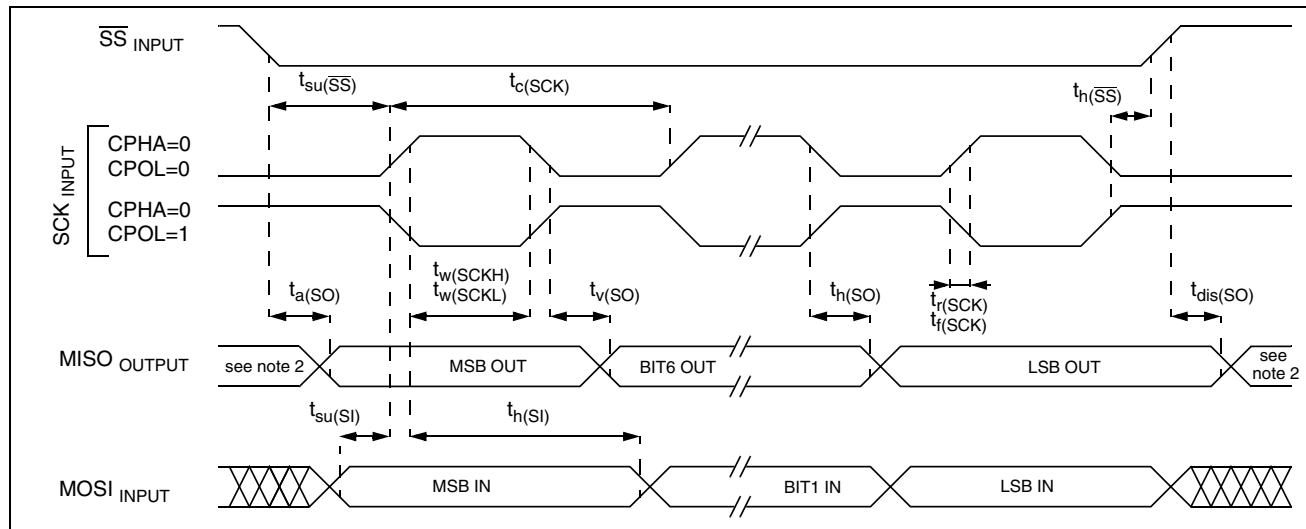 SS INPUT
tsu(SS)
tc(SCK)
th(SS)
SCK INPUT
CPHA=0
CPOL=0
CPHA=0
CPOL=1
ta(SO)
tw(SCKH)
tw(SCKL)
tv(SO)
th(SO)
tr(SCK)
tf(SCK)
tdis(SO)
MISO OUTPUT
see note 2
MSB OUT
BIT6 OUT
LSB OUT
see
note 2
tsu(SI)
th(SI)
MOSI INPUT
MSB IN
BIT1 IN
LSB IN